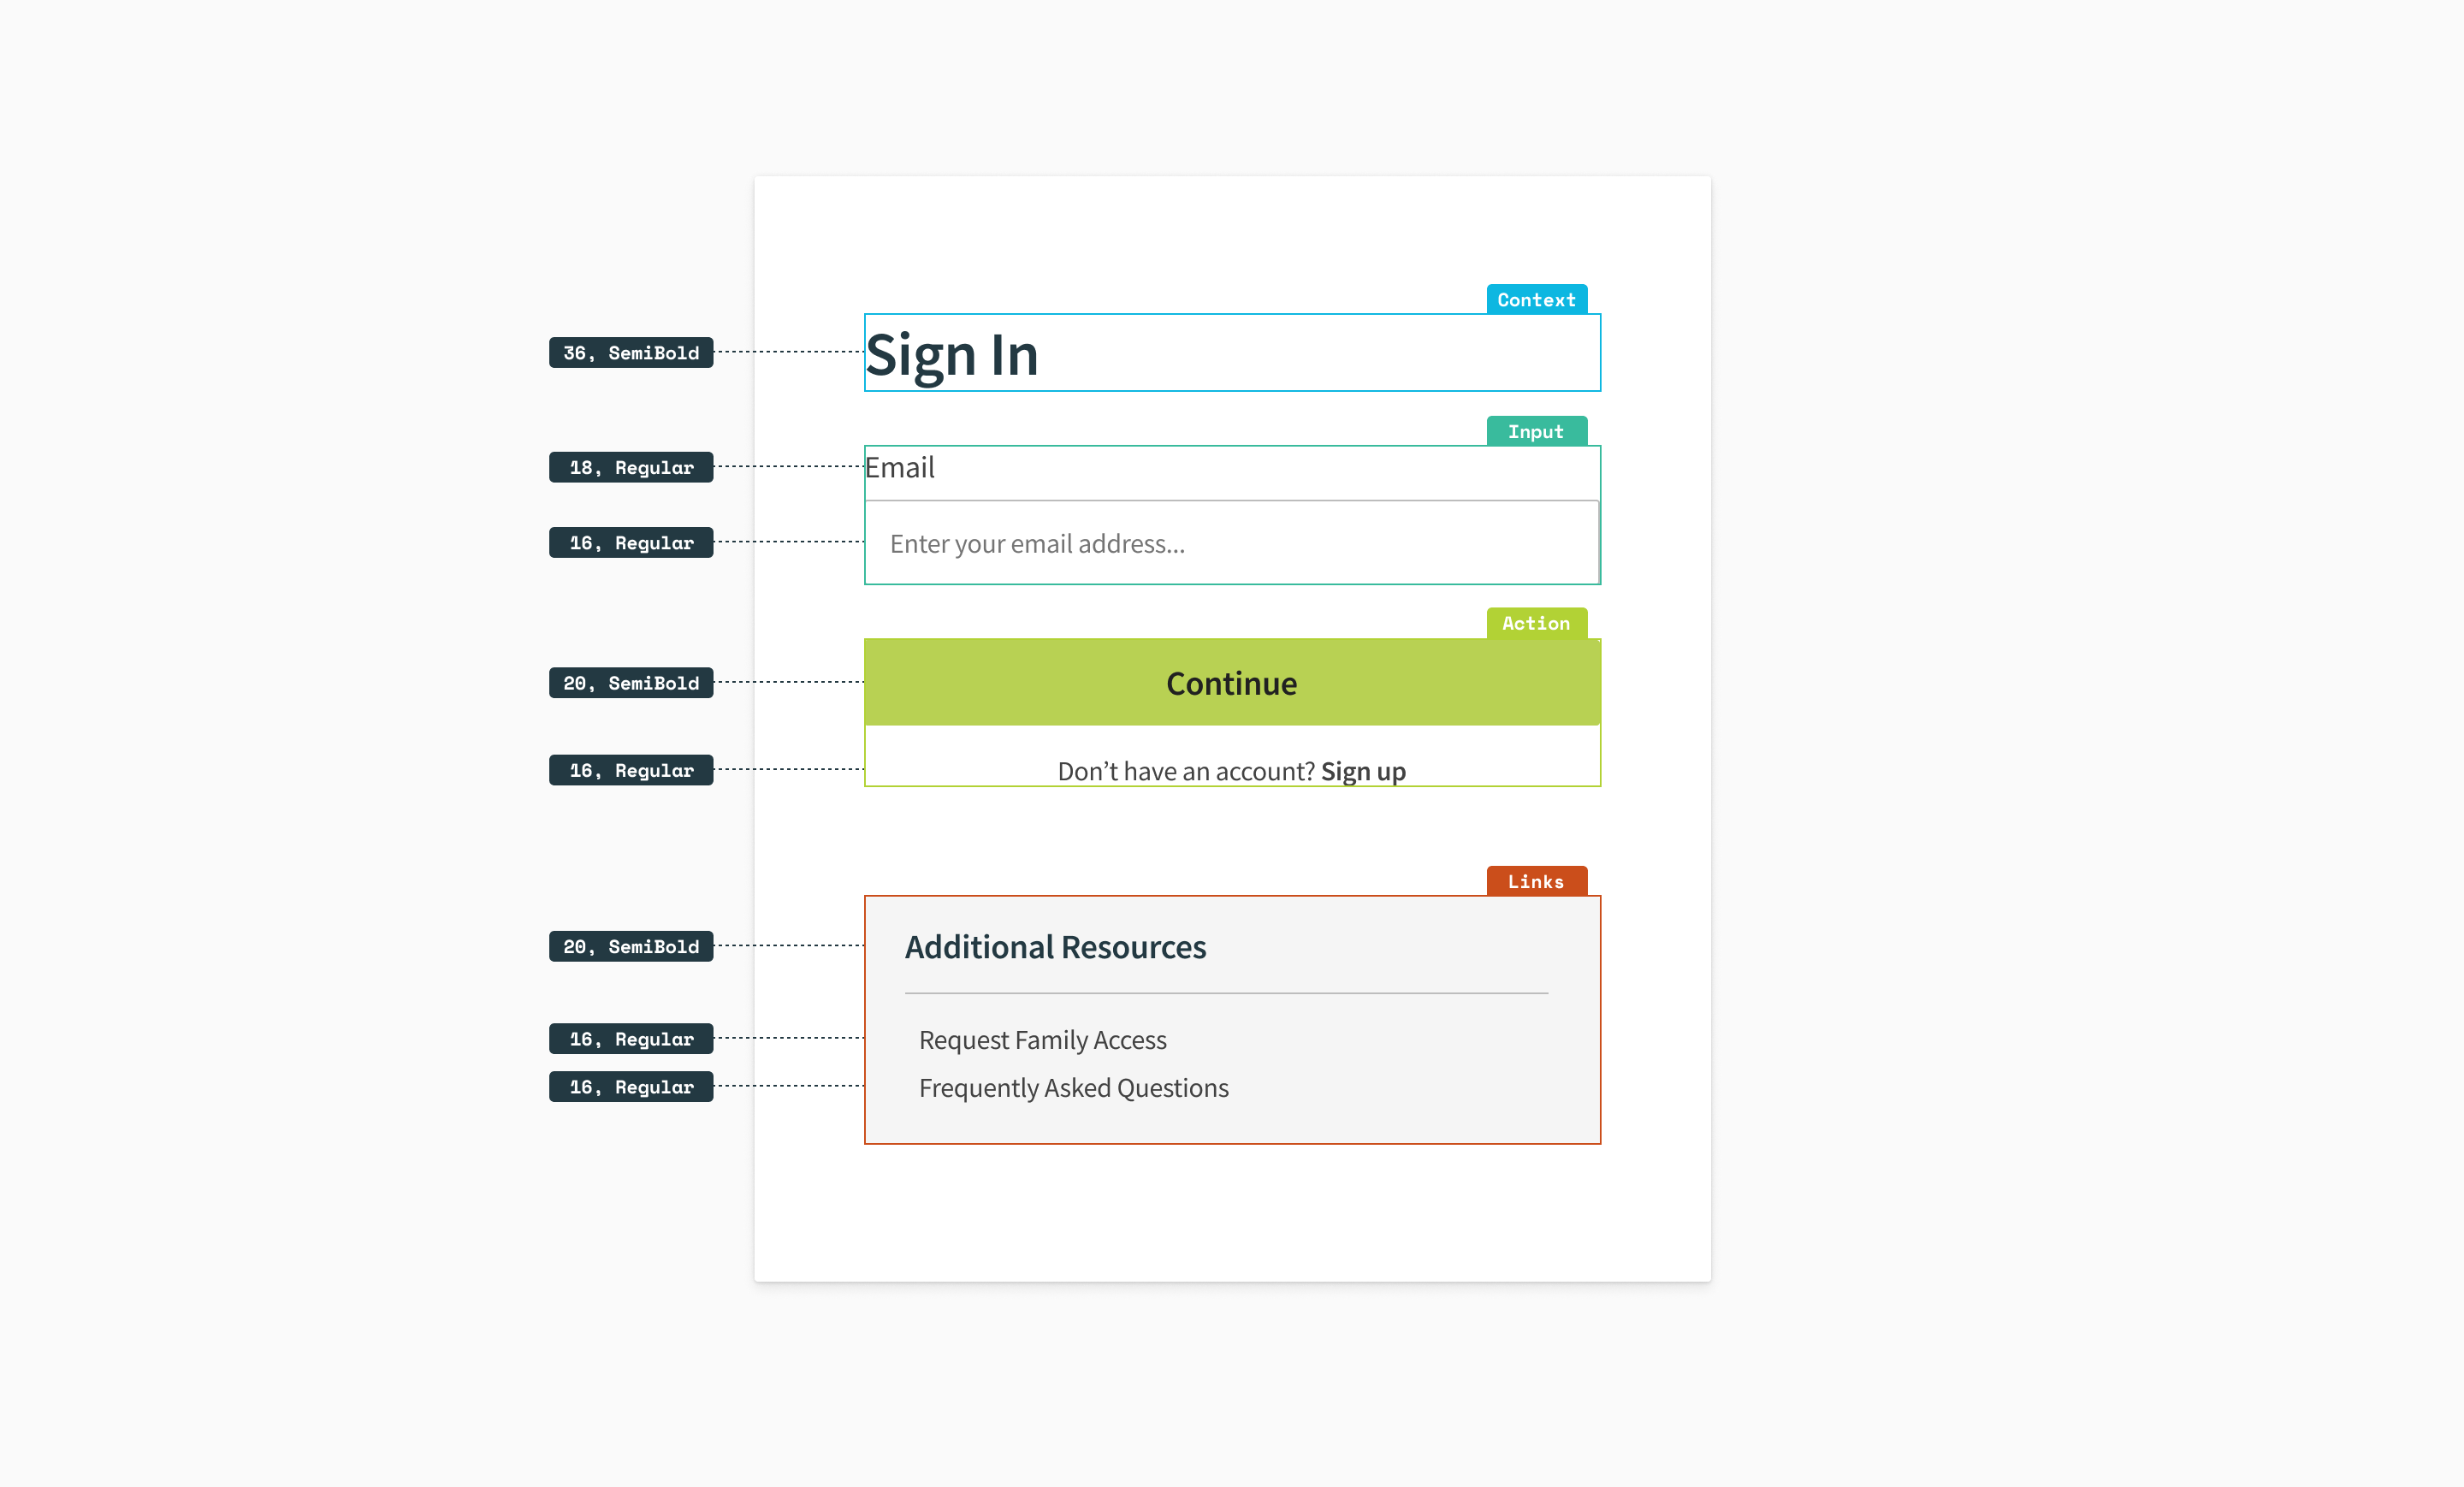 Context
36, SemiBold
Sign In
Input
18, Regular
Email
16, Regular
Enter your email address...
Action
20, SemiBold
Continue
16, Regular
Don’t have an account? Sign up
Links
20, SemiBold
Additional Resources
16, Regular
Request Family Access
16, Regular
Frequently Asked Questions